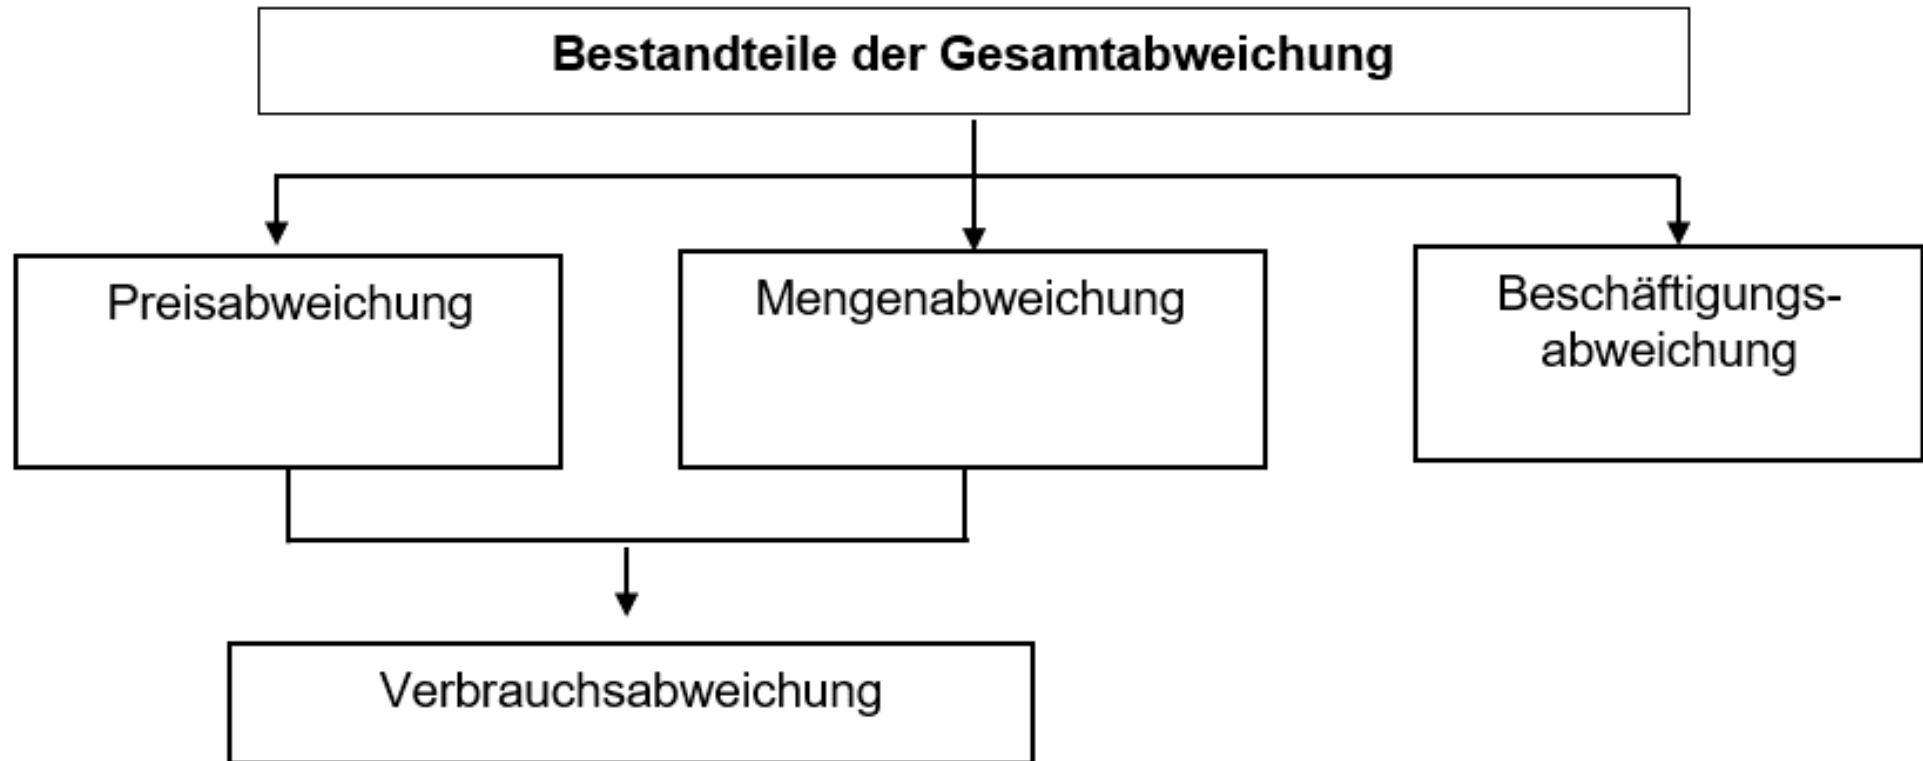 Bestandteile der Gesamtabweichung
Preisabweichung
Mengenabweichung
Beschäftigungs-
abweichung
Verbrauchsabweichung